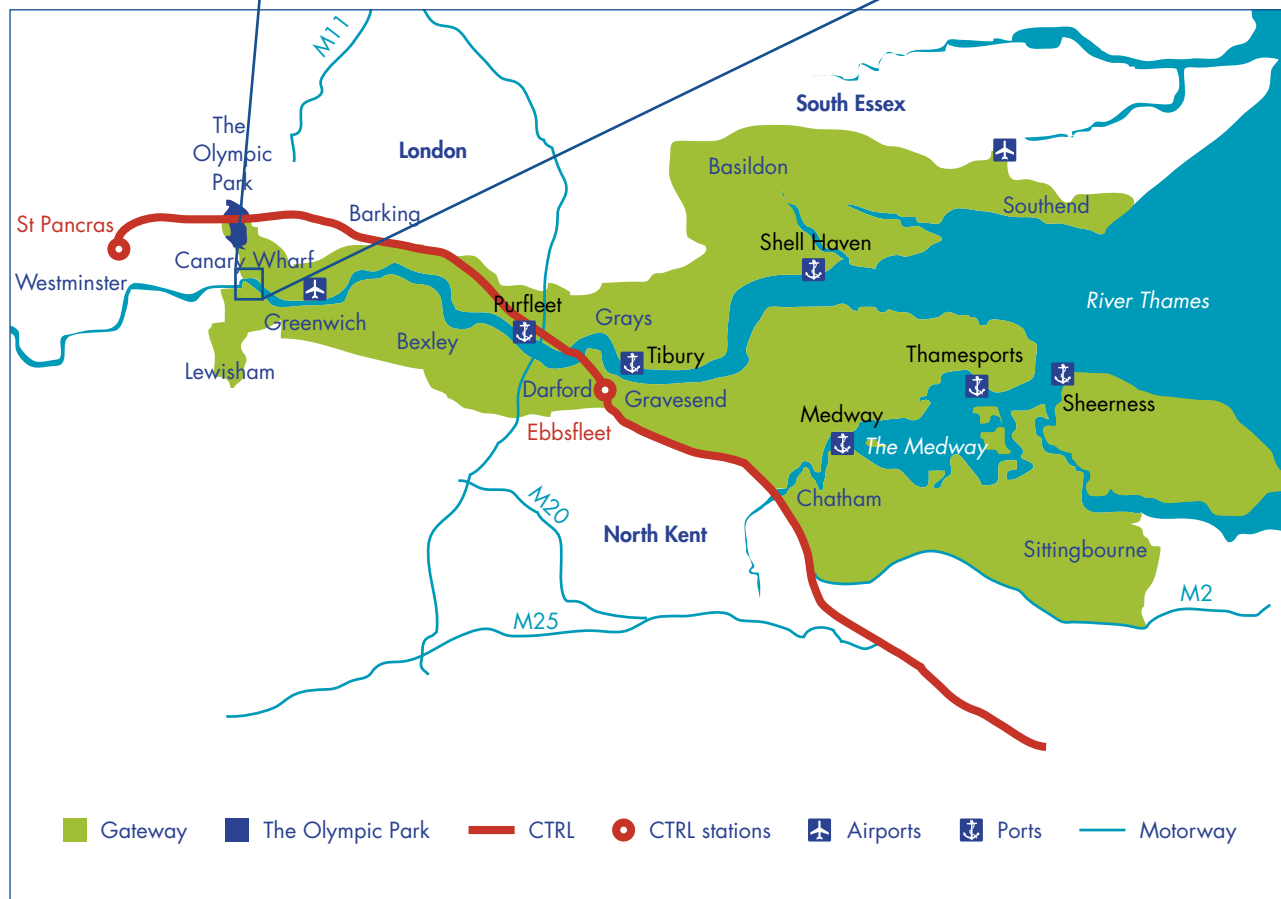 M11
South Essex
The
Olympic
Park
London
Basildon
Southend
St Pancras
Barking
Shell Haven
Canary Wharf
Westminster
River Thames
Purfleet
Greenwich
Grays
Bexley
Tibury
Thamesports
Lewisham
Darford
Gravesend
Sheerness
Medway
Ebbsfleet
The Medway
Chatham
M20
North Kent
Sittingbourne
M2
M25
Gateway
The Olympic Park
CTRL
CTRL stations
Airports
Ports
Motorway